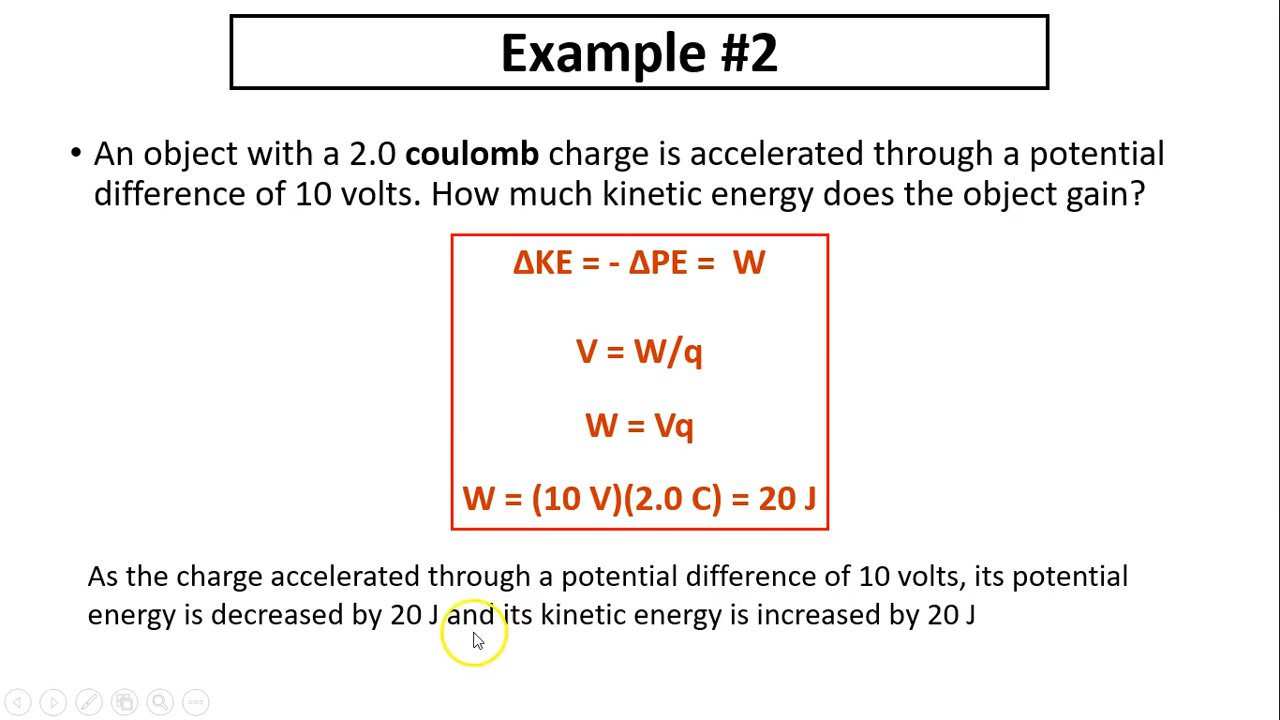 Example #2
• An object with a 2.0 coulomb charge is accelerated through a potential
difference of 10 volts. How much kinetic energy does the object gain?
ΔKE = - ΔPE = W
V = W/q
W = Vq
W = (10 V)(2.0 C) = 20 J
As the charge accelerated through a potential difference of 10 volts, its potential
energy is decreased by 20 J and its kinetic energy is increased by 20 J